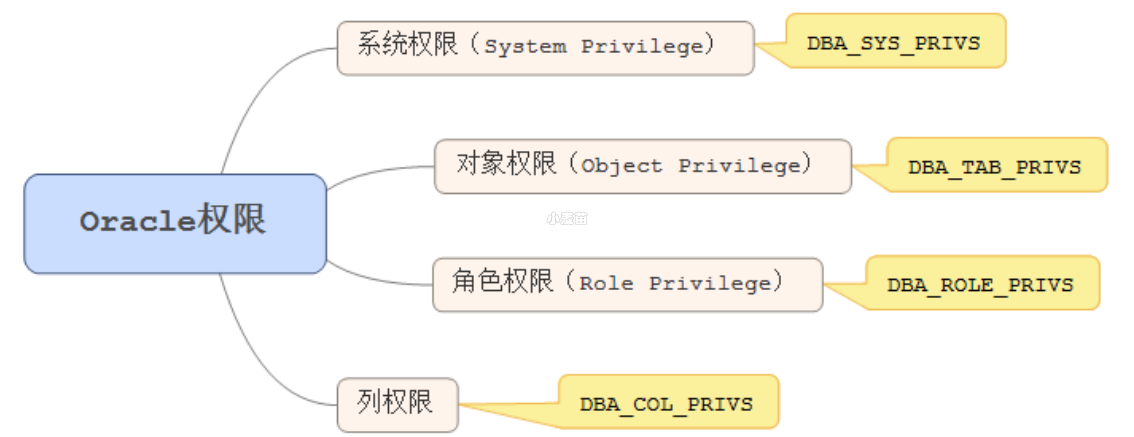 系统权限（System Privilege）
DBA_SYS_PRIVS
对象权限（Object Privilege）
DBA_TAB_PRIVS
Oracle权限
小麦苗
角色权限（Role Privilege）
DBA_ROLE_PRIVS
列权限
DBA_COL_PRIVS